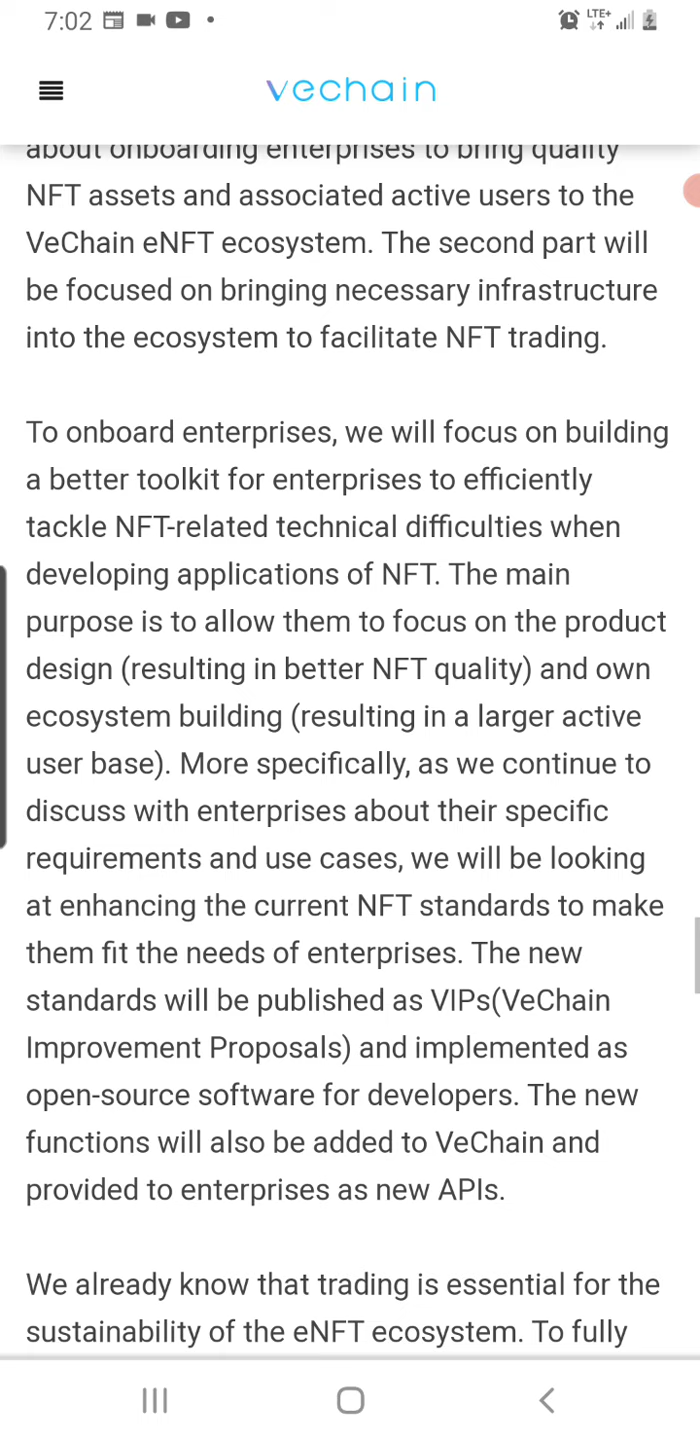 7:02
LTE+
vechain
about onboarding enterprises to bring quality
NFT assets and associated active users to the
VeChain eNFT ecosystem. The second part will
be focused on bringing necessary infrastructure
into the ecosystem to facilitate NFT trading.
To onboard enterprises, we will focus on building
a better toolkit for enterprises to efficiently
tackle NFT-related technical difficulties when
developing applications of NFT. The main
purpose is to allow them to focus on the product
design (resulting in better NFT quality) and own
ecosystem building (resulting in a larger active
user base). More specifically, as we continue to
discuss with enterprises about their specific
requirements and use cases, we will be looking
at enhancing the current NFT standards to make
them fit the needs of enterprises. The new
standards will be published as VIPs(VeChain
Improvement Proposals) and implemented as
open-source software for developers. The new
functions will also be added to VeChain and
provided to enterprises as new APIs.
We already know that trading is essential for the
sustainability of the eNFT ecosystem. To fully